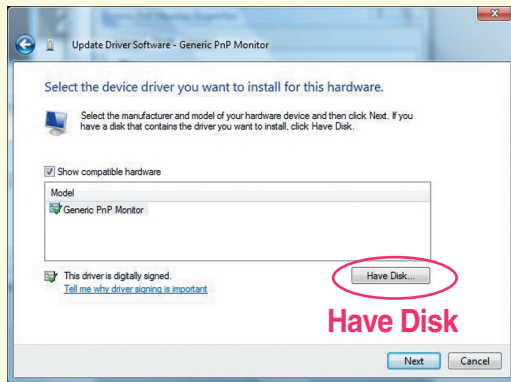 Update Driver Software - Generic PnP Monitor
Select the device driver you want to install for this hardware.
Select the manufacturer and model of your hardware device and then click Next. If you
have a disk that contains the driver you want to install, click Have Disk.
Show compatible hardware
Model
Generic PnP Monitor
This driver is digitally signed.
Tell me why driver signing is important
Have Disk...
Have Disk
Next
Cancel